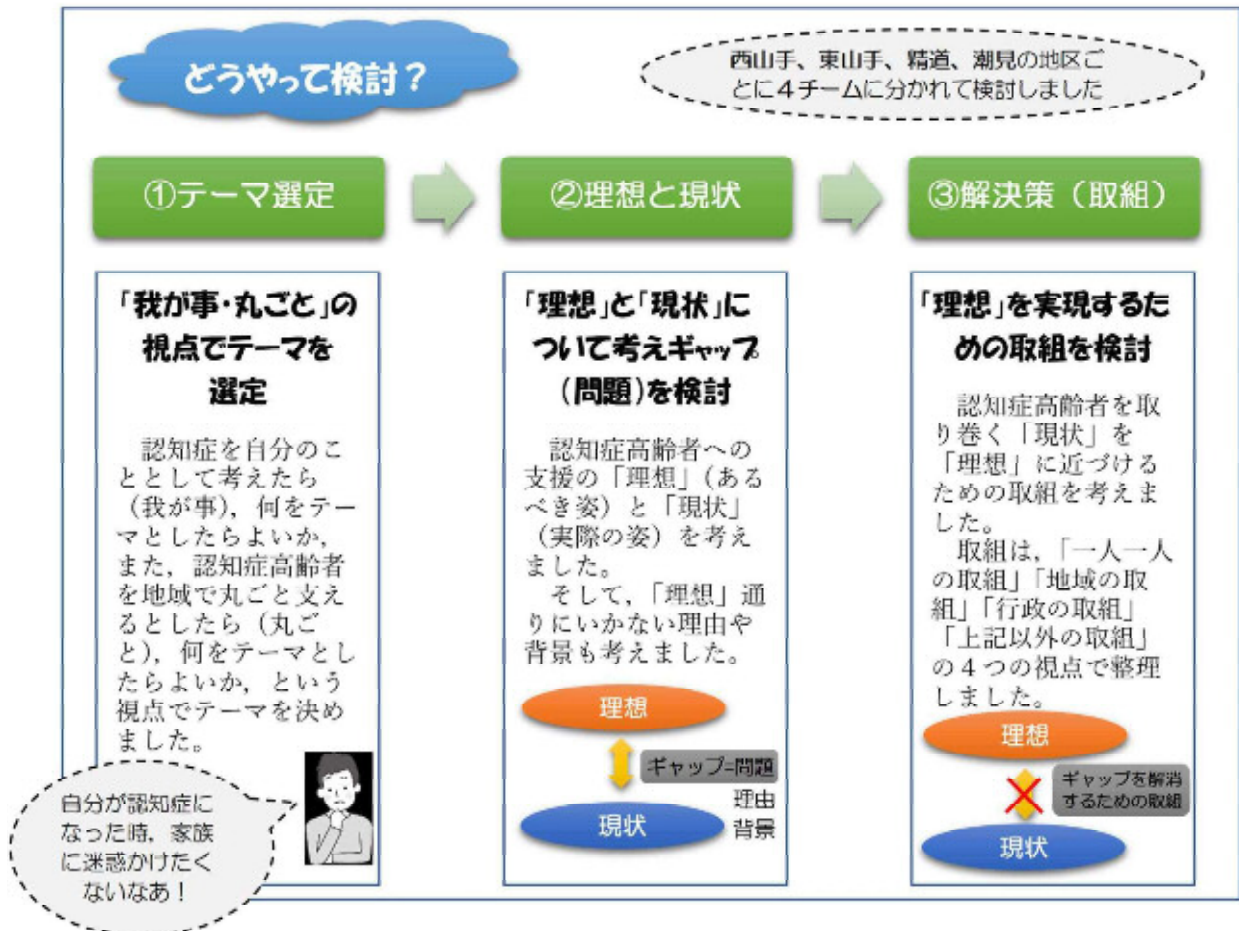 どうやって検討？
西山手、東山手、精道、潮見の地区ご
とに４チームに分かれて検討しました
①テーマ選定
②理想と現状
③解決策（取組）
「我が事・丸ごと」の
視点でテーマを
選定
認知症を自分のこ
ととして考えたら
（我が事），何をテー
マとしたらよいか，
また，認知症高齢者
を地域で丸ごと支え
るとしたら（丸ご
と），何をテーマとし
たらよいか，という
視点でテーマを決め
ました。
自分が認知症に
なった時，家族
に迷惑かけたく
ないなあ！
「理想」と「現状」に
ついて考えギャップ
（問題）を検討
認知症高齢者への
支援の「理想」（ある
べき姿）と「現状」
（実際の姿）を考え
ました。
そして，「理想」通
りにいかない理由や
背景も考えました。
理想
ギャップ=問題
現状
理由
背景
「理想」を実現するた
めの取組を検討
認知症高齢者を取
り巻く「現状」を
「理想」に近づける
ための取組を考えま
した。
取組は，「一人一人
の取組」「地域の取
組」「行政の取組」
「上記以外の取組」
の４つの視点で整理
しました。
理想
ギャップを解消
するための取組
現状